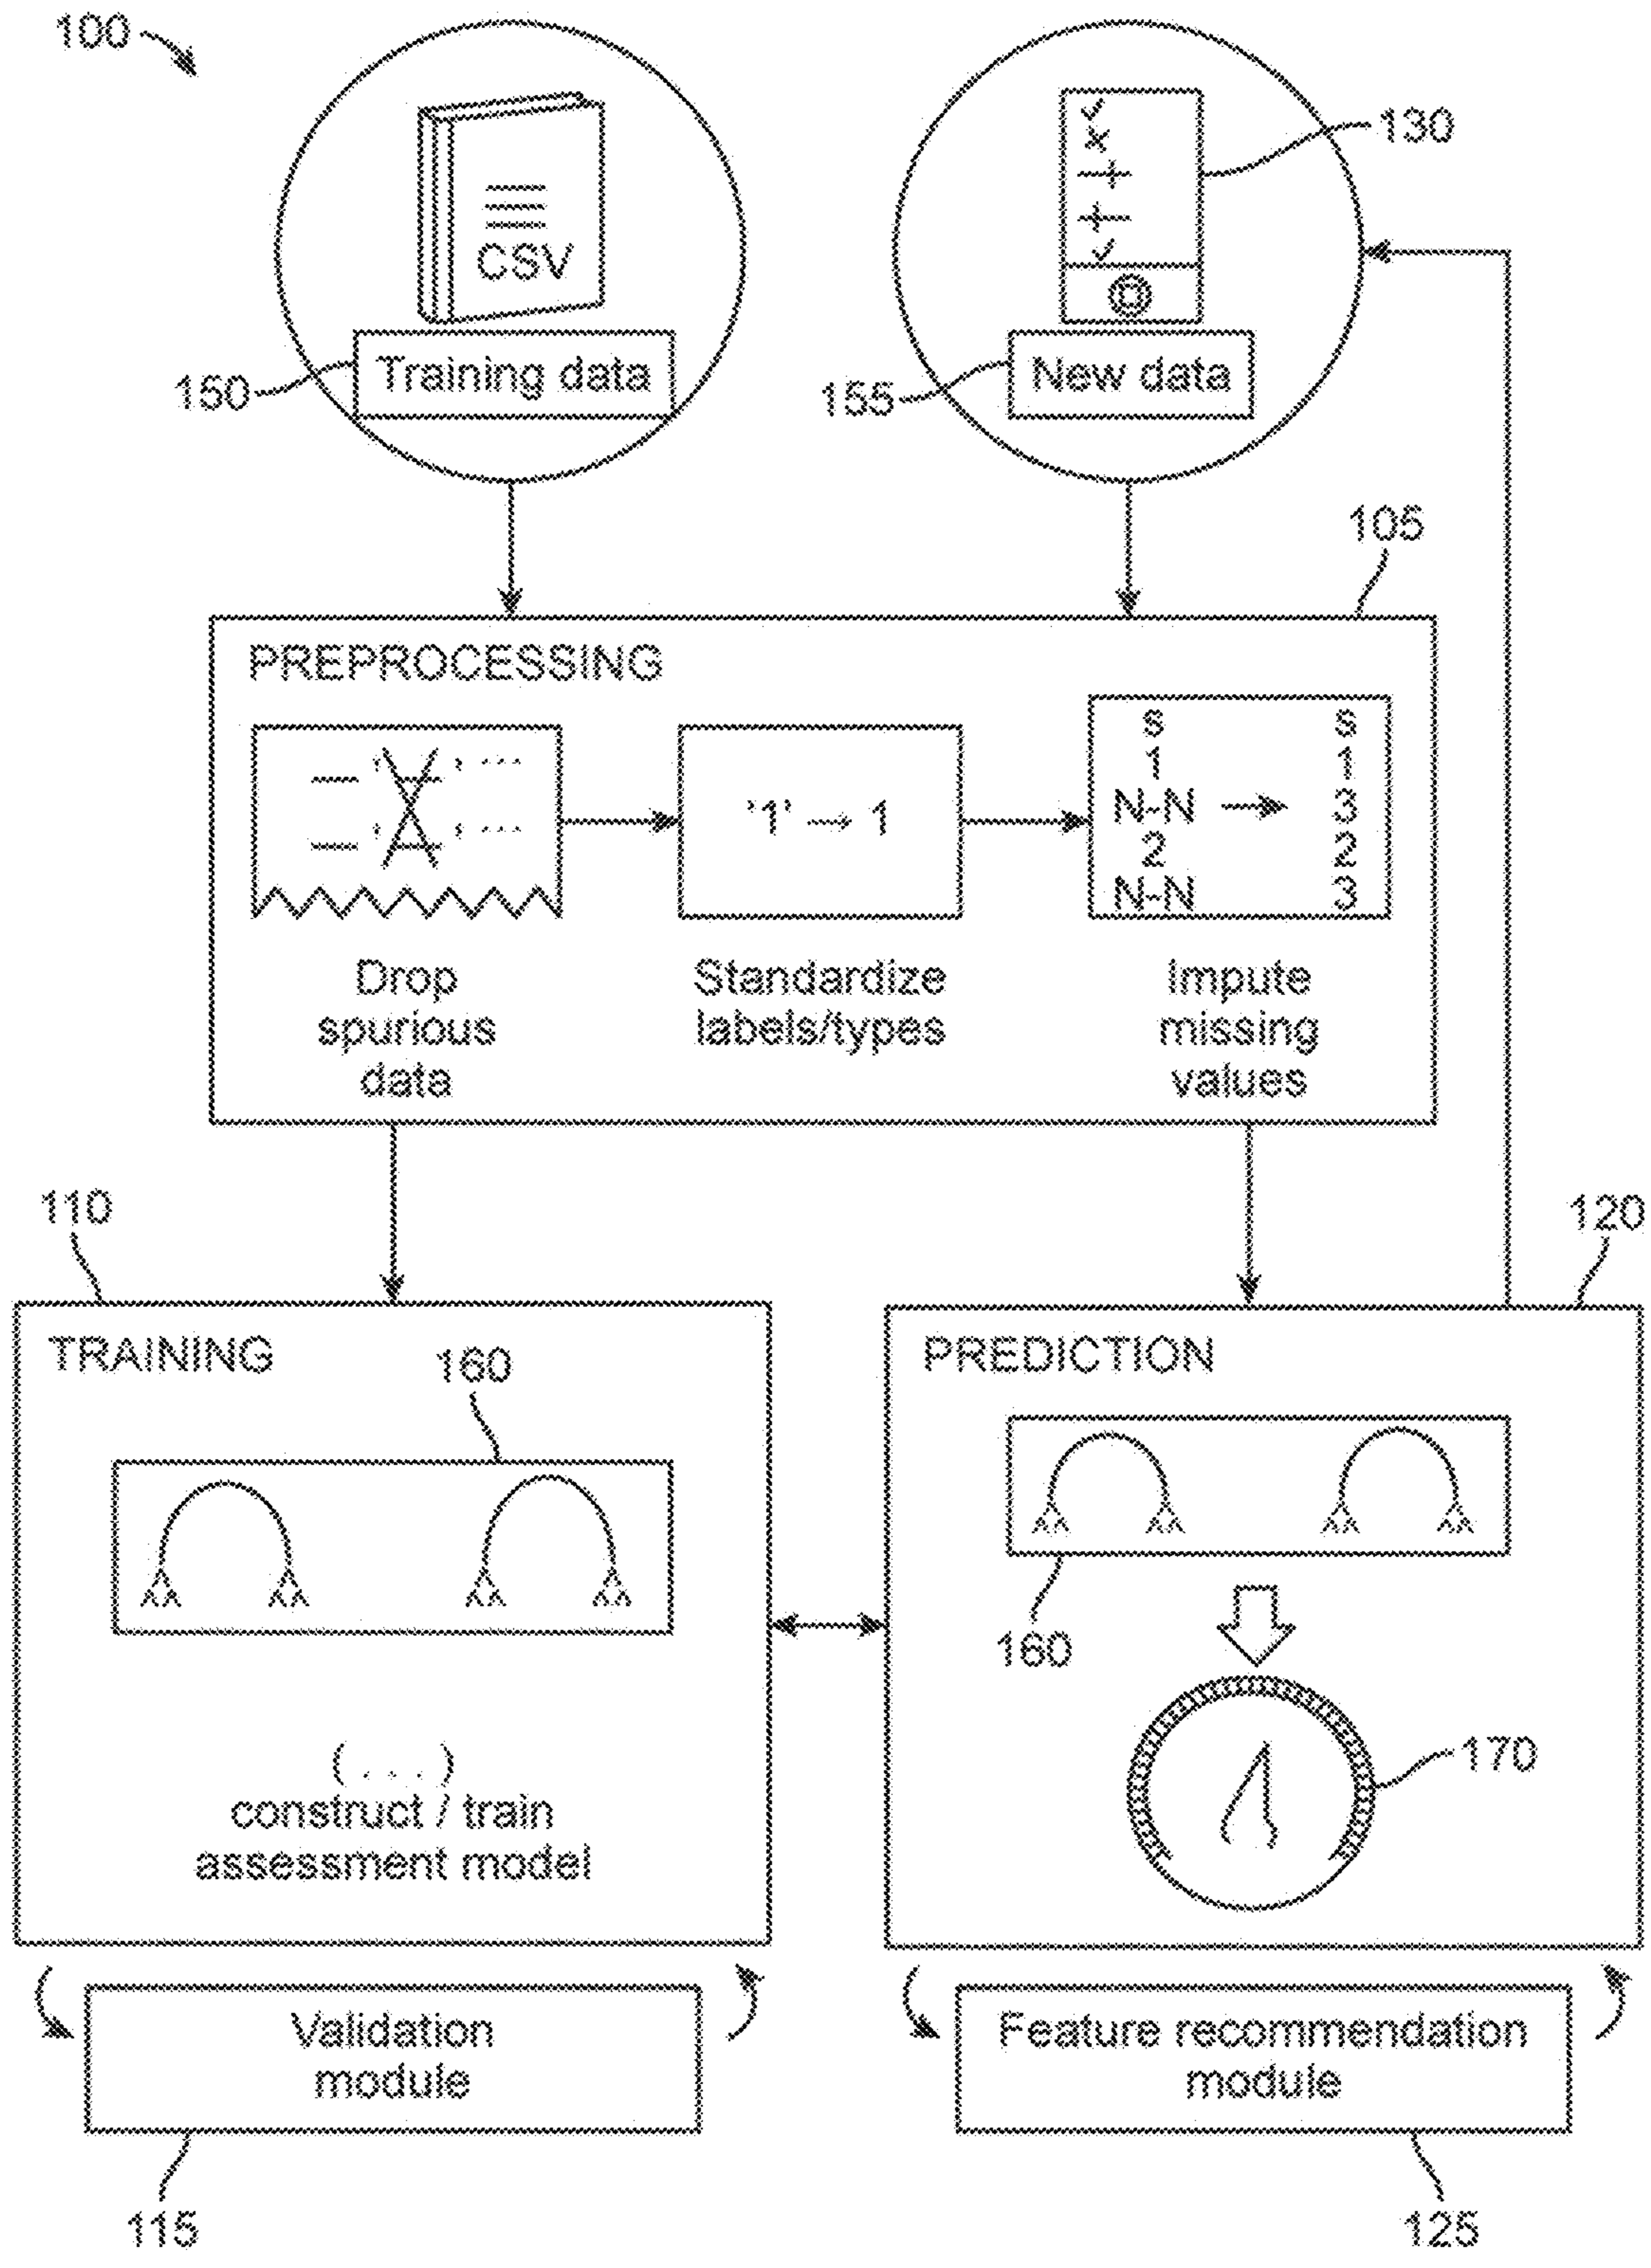 100
130
CSV
150
Training data
155
New data
105
PREPROCESSING
'1' → 1
S S
1 1
N-N → 3
2 2
N-N 3
Drop
spurious
data
Standardize
labels/types
Impute
missing
values
110
120
TRAINING
160
PREDICTION
160
170
( . . . )
construct / train
assessment model
Validation
module
Feature recommendation
module
115
125